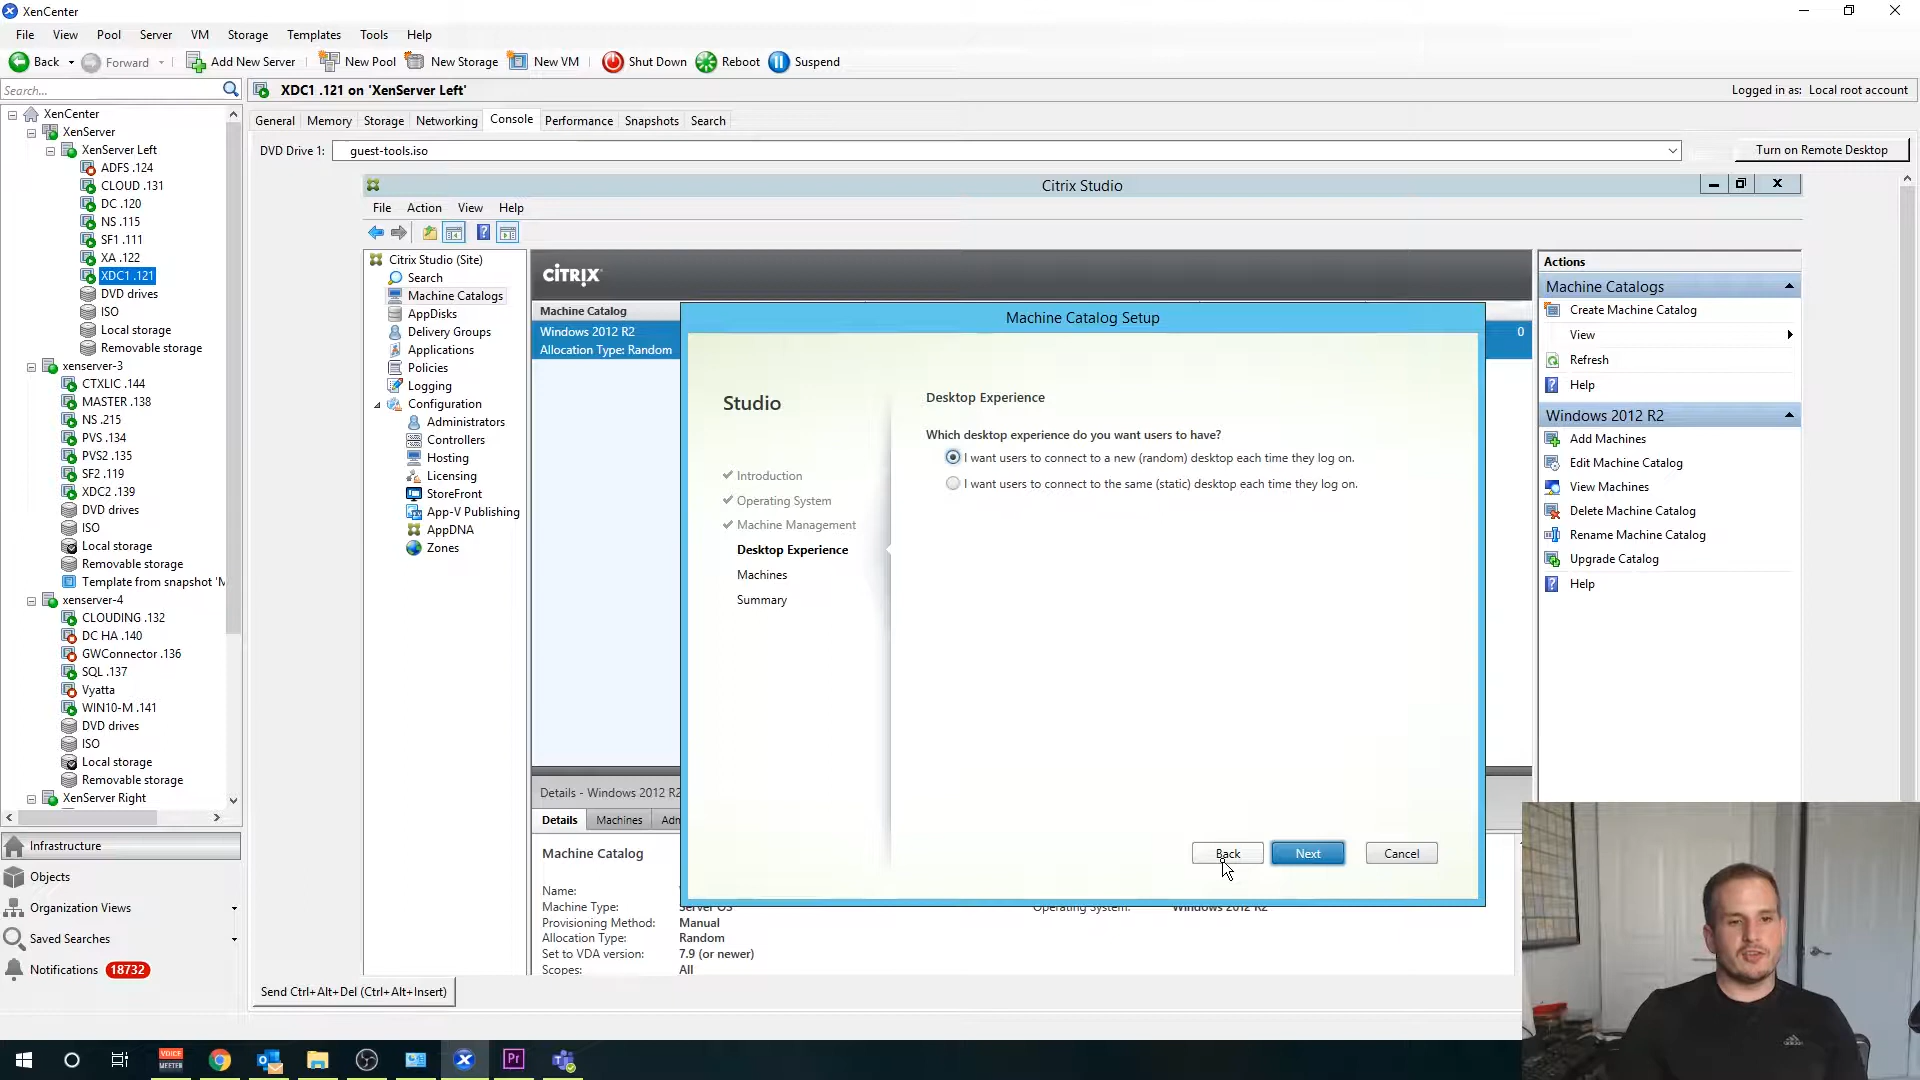 XenCenter
File View Pool Server VM Storage Templates Tools Help
Back Forward Add New Server New Pool New Storage New VM Shut Down Reboot Suspend
Search...
XDC1 .121 on 'XenServer Left'
Logged in as: Local root account
XenCenter
XenServer
XenServer Left
ADFS .124
CLOUD .131
DC .120
NS .115
SF1 .111
XA .122
XDC1 .121
DVD drives
ISO
Local storage
Removable storage
xenserver-3
CTXLIC .144
MASTER .138
NS .215
PVS .134
PVS2 .135
SF2 .119
XDC2 .139
DVD drives
ISO
Local storage
Removable storage
Template from snapshot 'M
xenserver-4
CLOUDING .132
DC HA .140
GWConnector .136
SQL .137
Vyatta
WIN10-M .141
DVD drives
ISO
Local storage
Removable storage
XenServer Right
Infrastructure
Objects
Organization Views
Saved Searches
Notifications 18732
General Memory Storage Networking Console Performance Snapshots Search
DVD Drive 1: guest-tools.iso
Turn on Remote Desktop
Citrix Studio
File Action View Help
Citrix Studio (Site)
Search
Machine Catalogs
AppDisks
Delivery Groups
Applications
Policies
Logging
Configuration
Administrators
Controllers
Hosting
Licensing
StoreFront
App-V Publishing
AppDNA
Zones
CITRIX
Machine Catalog
Windows 2012 R2 0
Allocation Type: Random
Machine Catalog Setup
Studio
Introduction
Operating System
Machine Management
Desktop Experience
Machines
Summary
Desktop Experience
Which desktop experience do you want users to have?
I want users to connect to a new (random) desktop each time they log on.
I want users to connect to the same (static) desktop each time they log on.
Back Next Cancel
Details - Windows 2012 R2
Details Machines Adm
Machine Catalog
Name:
Machine Type: Server OS
Operating System: Windows 2012 R2
Provisioning Method: Manual
Allocation Type: Random
Set to VDA version: 7.9 (or newer)
Scopes: All
Actions
Machine Catalogs
Create Machine Catalog
View
Refresh
Help
Windows 2012 R2
Add Machines
Edit Machine Catalog
View Machines
Delete Machine Catalog
Rename Machine Catalog
Upgrade Catalog
Help
Send Ctrl+Alt+Del (Ctrl+Alt+Insert)
VOICE
MEETER
Pr
adidas